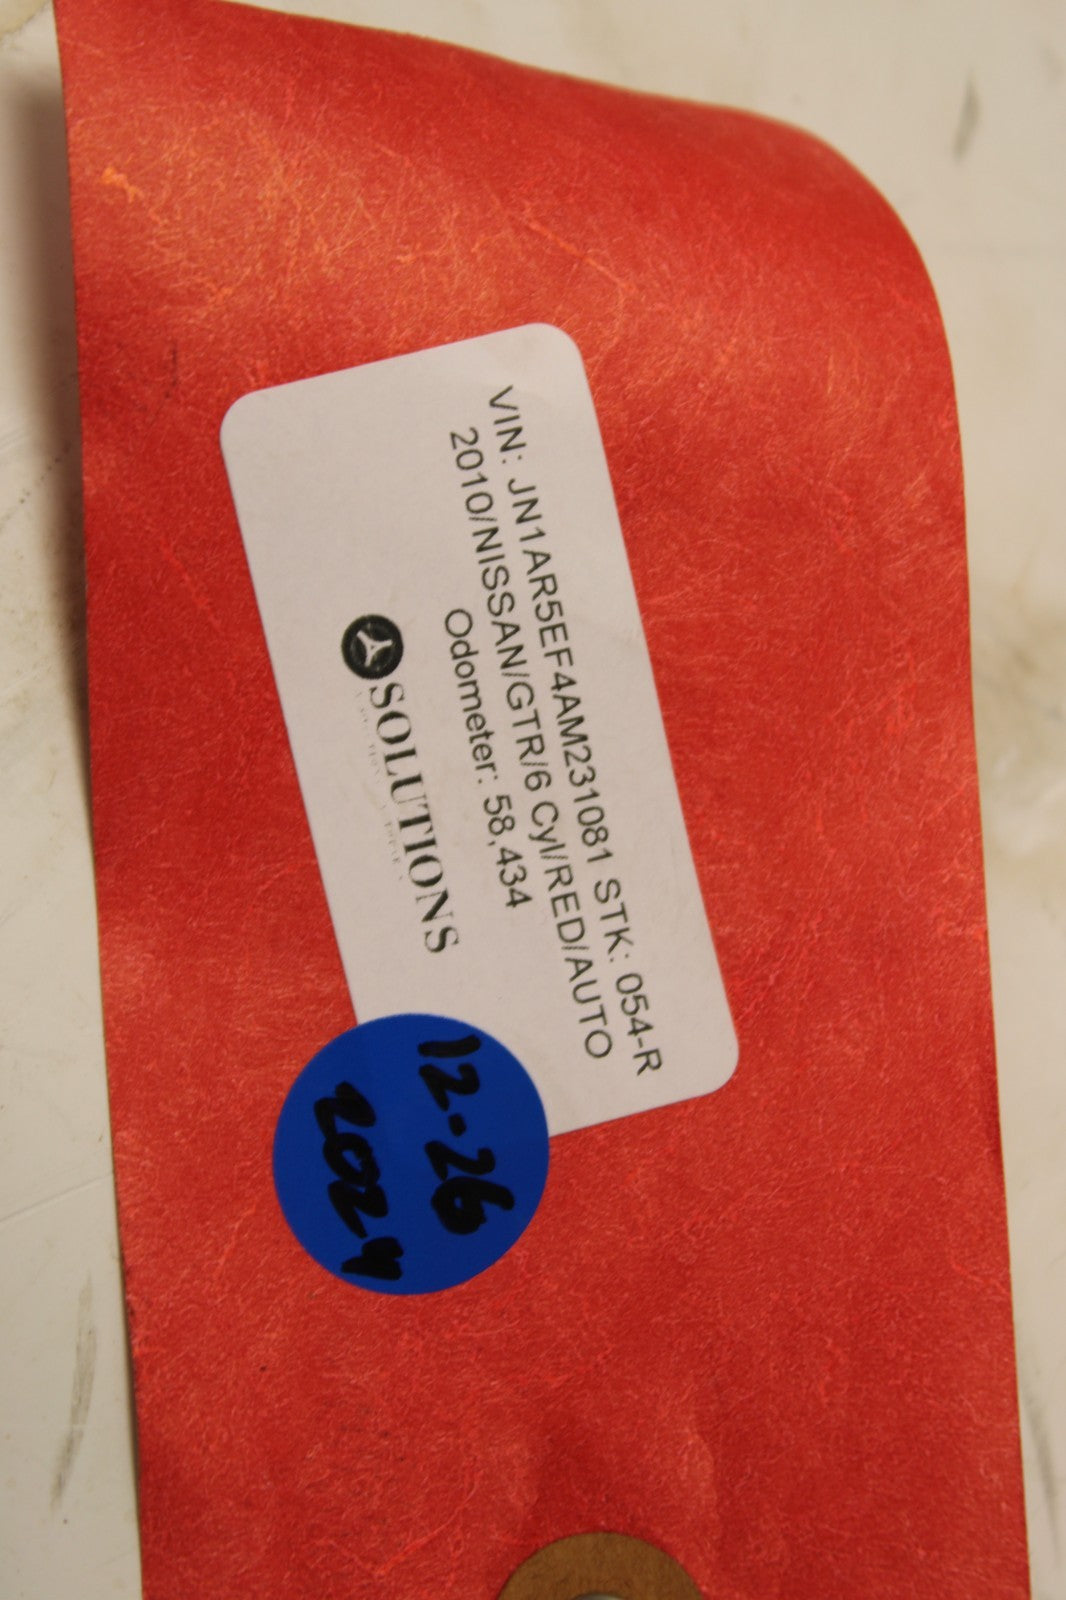 VIN: JN1AR5EF4AM231081 STK: 054-R
2010/NISSAN/GTR/6 Cyl/RED/AUTO
Odometer: 58,434
SOLUTIONS
12-26
2024